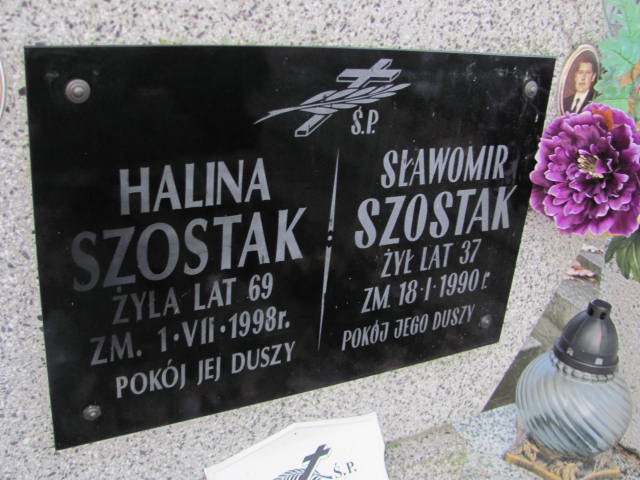 Ś.P.
HALINA
SZOSTAK
ŻYŁA LAT 69
ZM. 1·VII·1998r.
POKÓJ JEJ DUSZY
SŁAWOMIR
SZOSTAK
ŻYŁ LAT 37
ZM. 18·I·1990 r.
POKÓJ JEGO DUSZY
Ś.P.